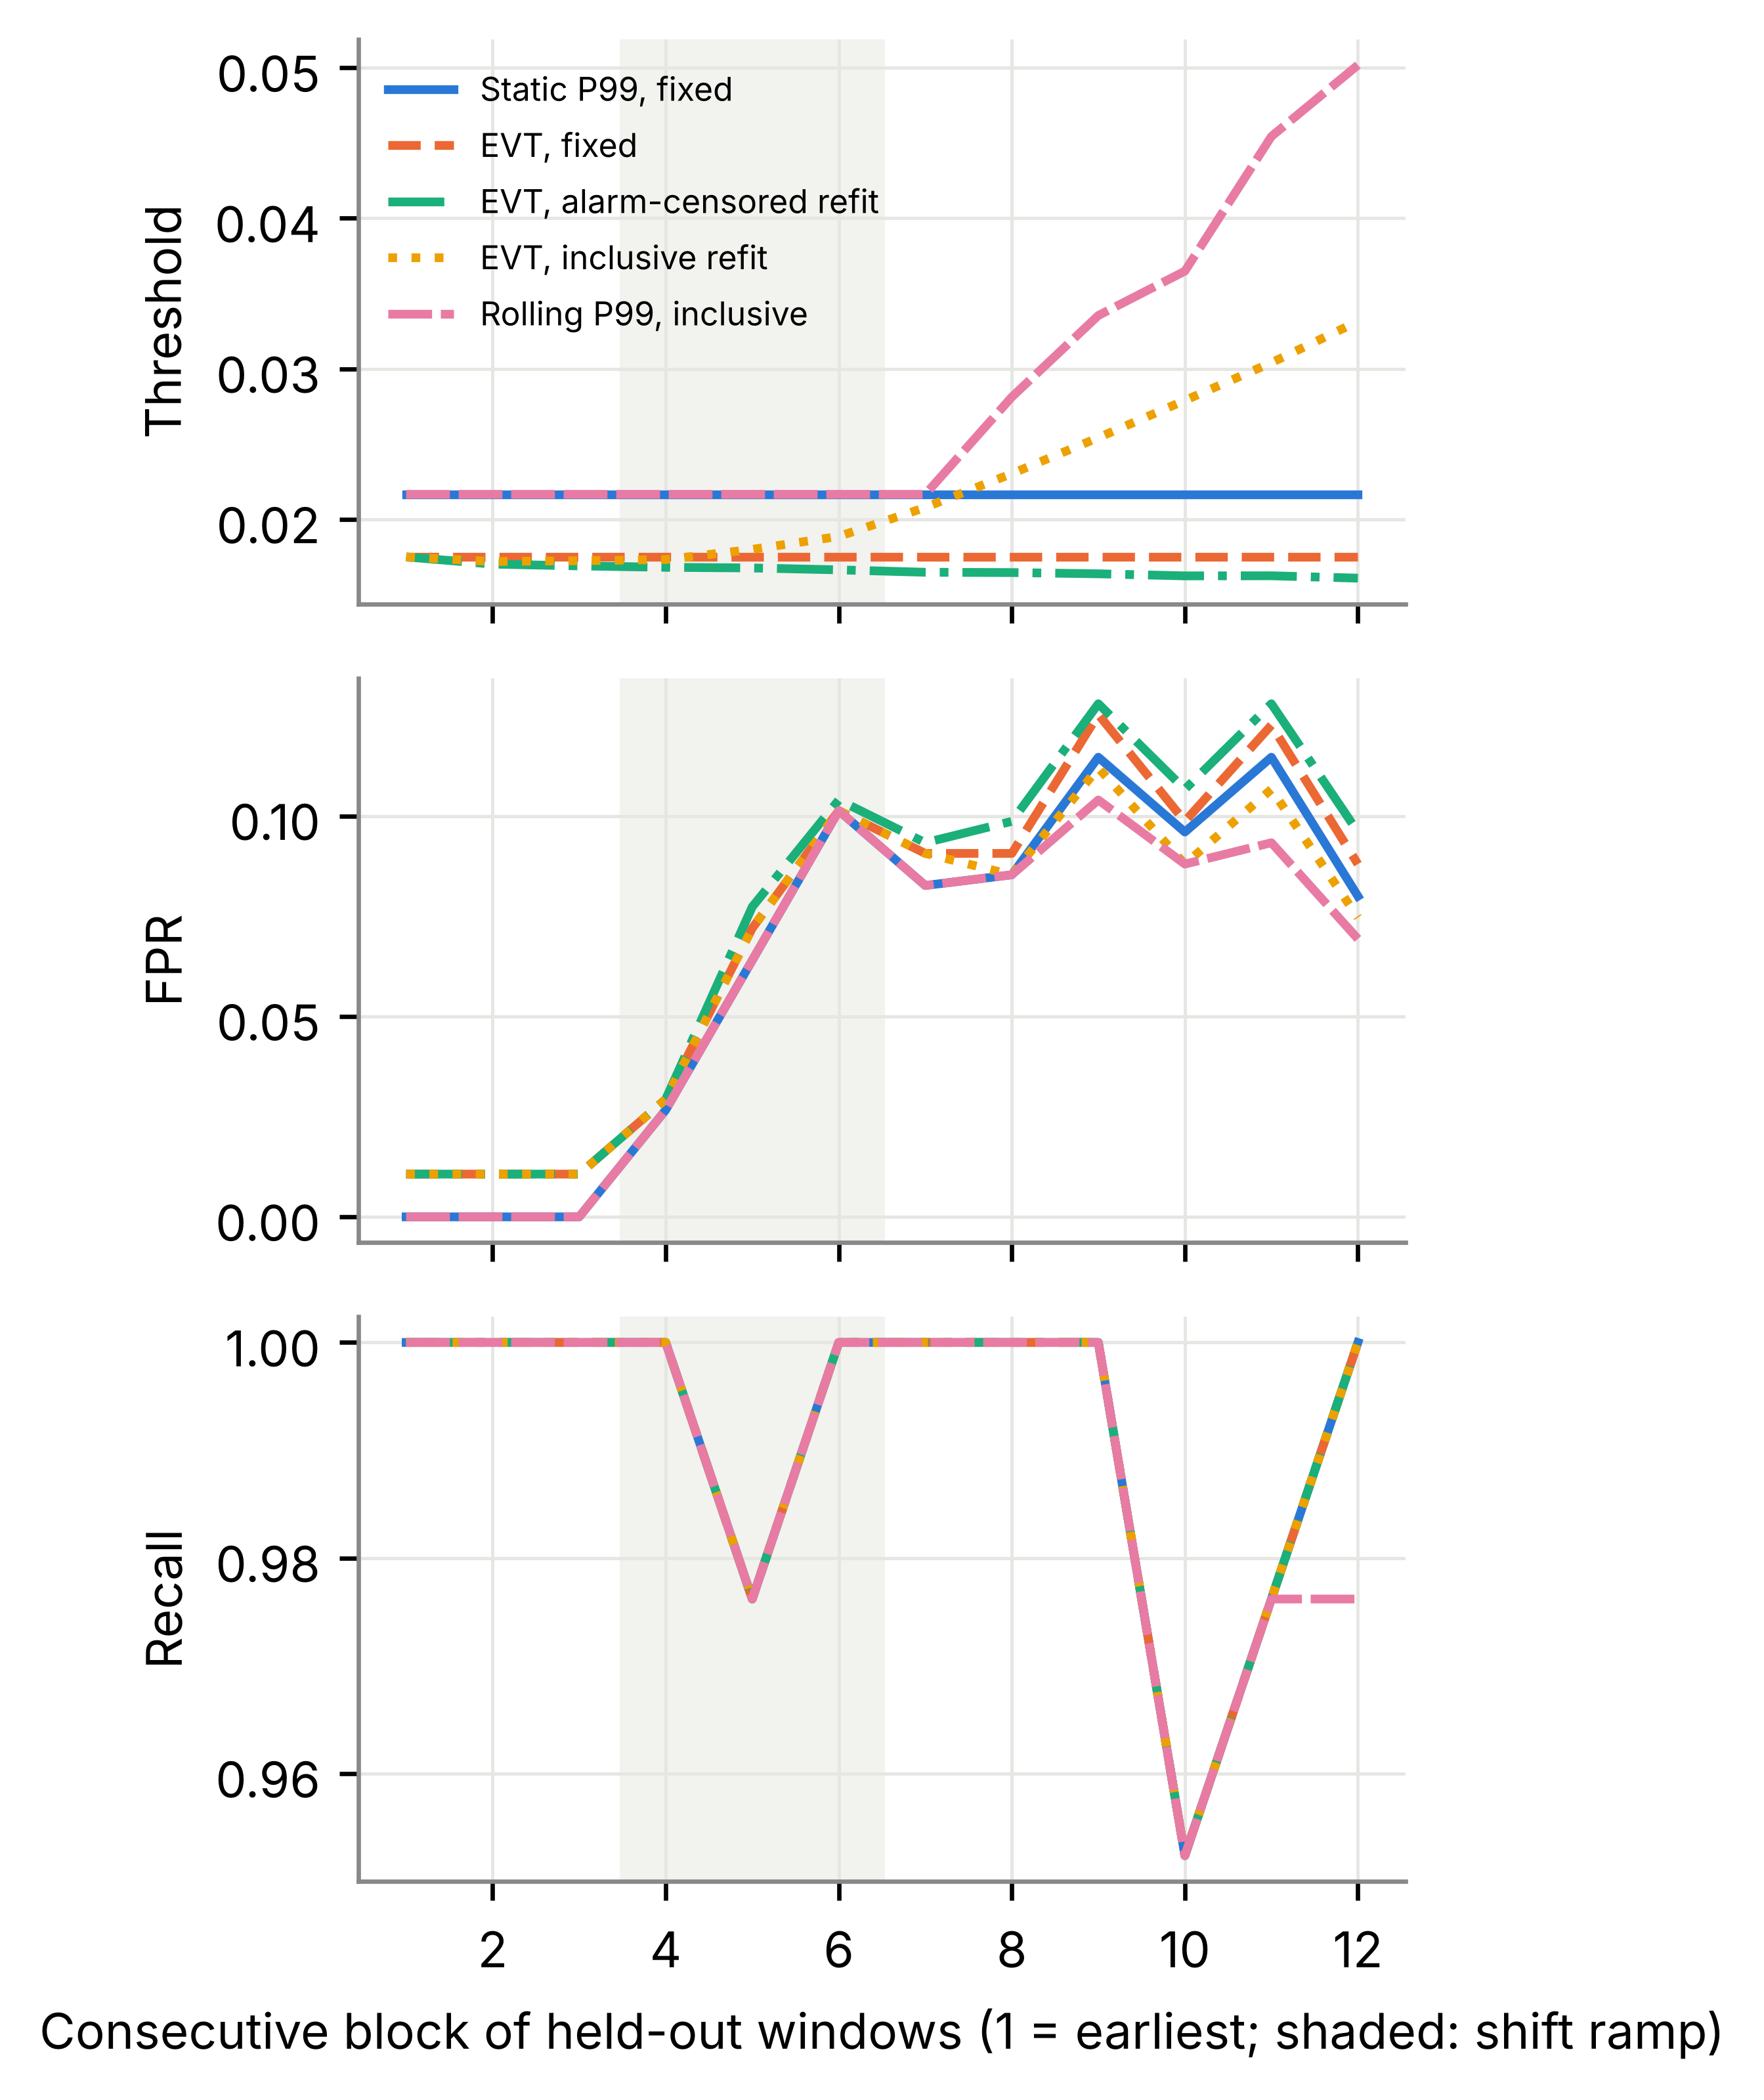 0.05
0.04
0.03
0.02
Threshold
Static P99, fixed
EVT, fixed
EVT, alarm-censored refit
EVT, inclusive refit
Rolling P99, inclusive
0.10
0.05
0.00
FPR
1.00
0.98
0.96
Recall
2 4 6 8 10 12
Consecutive block of held-out windows (1 = earliest; shaded: shift ramp)